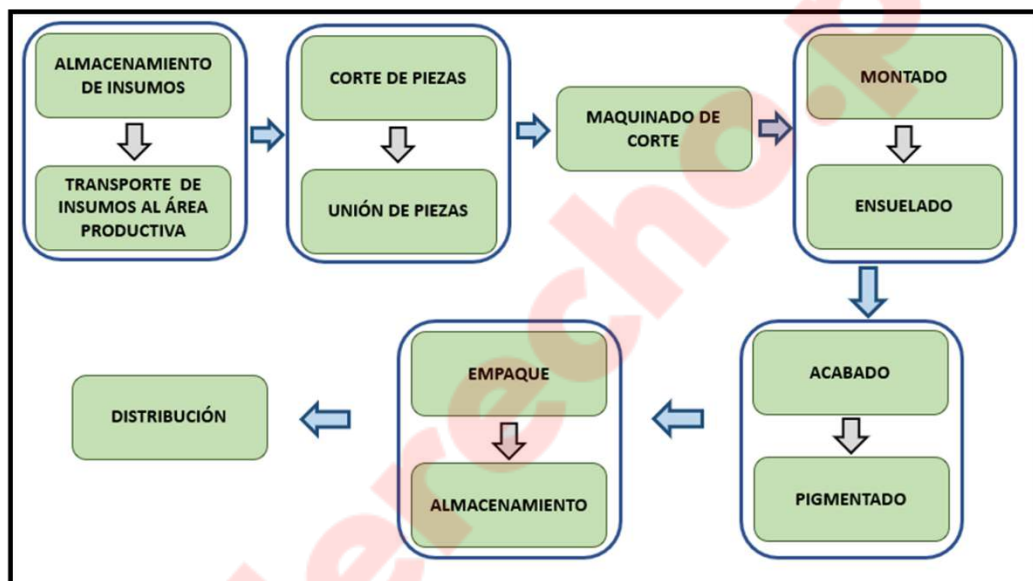 ALMACENAMIENTO
DE INSUMOS
TRANSPORTE DE
INSUMOS AL ÁREA
PRODUCTIVA
CORTE DE PIEZAS
UNIÓN DE PIEZAS
MAQUINADO DE
CORTE
MONTADO
ENSUELADO
ACABADO
PIGMENTADO
EMPAQUE
ALMACENAMIENTO
DISTRIBUCIÓN
erecho.p